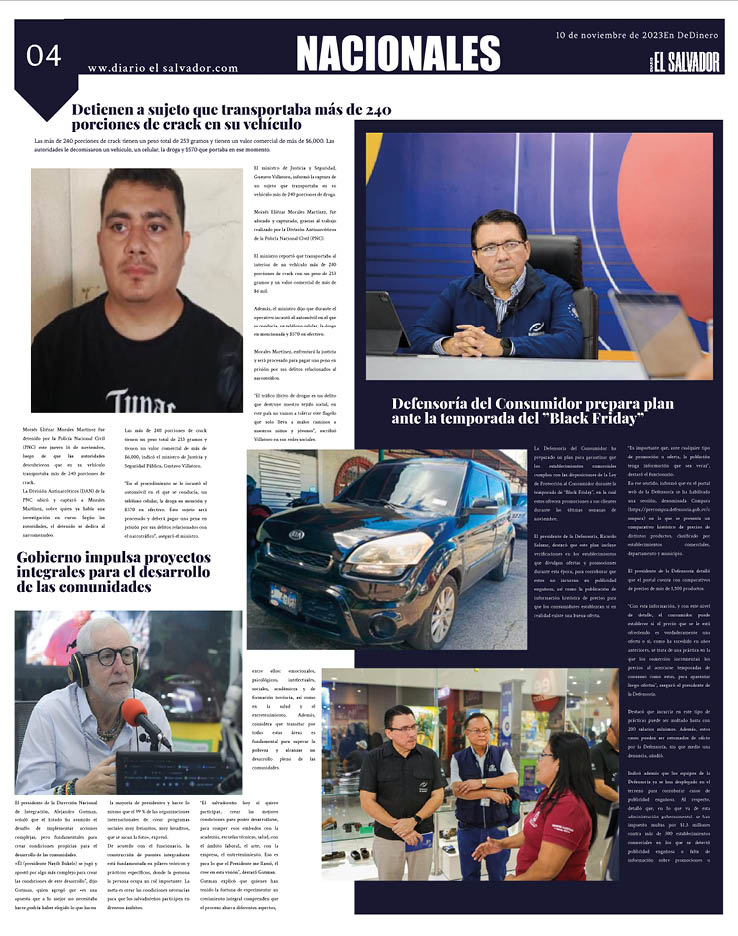 04
www.diario el salvador.com
NACIONALES
10 de noviembre de 2023En DeDinero
DIARIO EL SALVADOR
Detienen a sujeto que transportaba más de 240
porciones de crack en su vehículo
Las más de 240 porciones de crack tienen un peso total de 253 gramos y tienen un valor comercial de más de $6,000. Las
autoridades le decomisaron un vehículo, un celular, la droga y $570 que portaba en ese momento.
El ministro de Justicia y Seguridad,
Gustavo Villatoro, informó la captura de
un sujeto que transportaba en su
vehículo más de 240 porciones de droga.
Moisés Eliézar Morales Martínez, fue
ubicado y capturado, gracias al trabajo
realizado por la División Antinarcóticos
de la Policía Nacional Civil (PNC).
El ministro reportó que transportaba al
interior de su vehículo más de 240
porciones de crack con un peso de 253
gramos y un valor comercial de más de
$6 mil.
Además, el ministro dijo que durante el
operativo incautó el automóvil en el que
se conducía, un teléfono celular, la droga
en mencionada y $570 en efectivo.
Morales Martínez, enfrentará la justicia
y será procesado para pagar una pena en
prisión por sus delitos relacionados al
narcotráfico.
"El tráfico ilícito de drogas es un delito
que destruye nuestro tejido social, en
este país no vamos a tolerar este flagelo
que solo lleva a malos caminos a
nuestros niños y jóvenes", escribió
Villatoro en sus redes sociales.
Moisés Eliézar Morales Martínez fue
detenido por la Policía Nacional Civil
(PNC) este jueves 16 de noviembre,
luego de que las autoridades
descubrieron que en su vehículo
transportaba más de 240 porciones de
crack.
La División Antinarcóticos (DAN) de la
PNC ubicó y capturó a Morales
Martínez, sobre quien ya había una
investigación en curso. Según las
autoridades, el detenido se dedica al
narcomenudeo.
Las más de 240 porciones de crack
tienen un peso total de 253 gramos y
tienen un valor comercial de más de
$6,000, indicó el ministro de Justicia y
Seguridad Pública, Gustavo Villatoro.
"En el procedimiento se le incautó el
automóvil en el que se conducía, un
teléfono celular, la droga en mención y
$570 en efectivo. Este sujeto será
procesado y deberá pagar una pena en
prisión por sus delitos relacionados con
el narcotráfico", aseguró el ministro.
Defensoría del Consumidor prepara plan
ante la temporada del "Black Friday"
La Defensoría del Consumidor ha
preparado un plan para garantizar que
los establecimientos comerciales
cumplan con las disposiciones de la Ley
de Protección al Consumidor durante la
temporada de "Black Friday", en la cual
estos ofrecen promociones a sus clientes
durante las últimas semanas de
noviembre.
El presidente de la Defensoría, Ricardo
Salazar, destacó que este plan incluye
verificaciones en los establecimientos
que divulgan ofertas y promociones
durante esta época, para corroborar que
estos no incurran en publicidad
engañosa, así como la publicación de
información histórica de precios para
que los consumidores establezcan si en
realidad existe una buena oferta.
"Es importante que, ante cualquier tipo
de promoción u oferta, la población
tenga información que sea veraz",
declaró el funcionario.
En ese sentido, informó que en el portal
web de la Defensoría se ha habilitado
una sección, denominada Compara
(https://precompra.defensoria.gob.sv/c
ompara) en la que se presenta un
comparativo histórico de precios de
distintos productos, clasificado por
establecimientos comerciales,
departamento y municipio.
El presidente de la Defensoría detalló
que el portal cuenta con comparativos
de precios de más de 1,500 productos.
"Con esta información, y con este nivel
de detalle, el consumidor puede
establecer si el precio que se le está
ofreciendo es verdaderamente una
oferta o si, como ha sucedido en años
anteriores, se trata de una práctica en la
que los comercios incrementan los
precios al acercarse temporadas de
consumo como estas, para aparentar
luego ofertas", aseguró el presidente de
la Defensoría.
Destacó que incurrir en este tipo de
prácticas puede ser multado hasta con
200 salarios mínimos. Además, estos
casos pueden ser retomados de oficio
por la Defensoría, sin que medie una
denuncia, añadió.
Indicó además que los equipos de la
Defensoría ya se han desplegado en el
terreno para corroborar casos de
publicidad engañosa. Al respecto,
detalló que, en lo que va de esta
administración gubernamental, se han
impuesto multas por $1.3 millones
contra más de 300 establecimientos
comerciales en los que se detectó
publicidad engañosa o falta de
información sobre promociones u
Gobierno impulsa proyectos
integrales para el desarrollo
de las comunidades
entre ellos: emocionales,
psicológicos, intelectuales,
sociales, académicos y de
formación técnica, así como
en la salud y el
entretenimiento. Además,
considera que transitar por
todas estas áreas es
fundamental para superar la
pobreza y alcanzar un
desarrollo pleno de las
comunidades
El presidente de la Dirección Nacional
de Integración, Alejandro Gutman,
señaló que el Estado ha asumido el
desafío de implementar acciones
complejas, pero fundamentales para
crear condiciones propicias para el
desarrollo de las comunidades.
«Él (presidente Nayib Bukele) se jugó y
apostó por algo más complejo para crear
las condiciones de este desarrollo", dijo
Gutman, quien agregó que «es una
apuesta que a lo mejor no necesitaba
hacer, podría haber elegido lo que hacen
la mayoría de presidentes y hacer lo
mismo que el 99 % de las organizaciones
internacionales de crear programas
sociales muy bonanitos, muy lavaditos,
que se sacan la foto», expresó.
De acuerdo con el funcionario, la
construcción de puentes integradores
está fundamentada en pilares teóricos y
prácticos específicos, donde la persona
la persona ocupa un rol importante. La
meta es crear las condiciones necesarias
para que los salvadoreños participen en
diversos ámbitos.
"El salvadoreño hoy sí quiere
participar, crear las mejores
condiciones para poder desarrollarse,
para romper esos embudos con la
academia, escuelas técnicas, salud, con
el ámbito laboral, el arte, con la
empresa, el entretenimiento. Eso es
para lo que el Presidente me llamó, él
cree en esta visión", destacó Gutman.
Gutman explicó que quienes han
tenido la fortuna de experimentar un
crecimiento integral comprenden que
el proceso abarca diferentes aspectos,